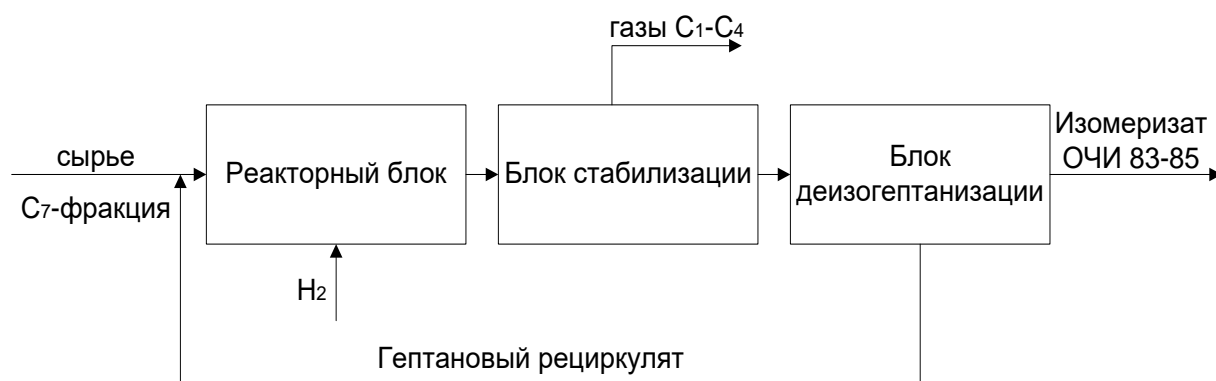 газы C₁-C₄
сырье
C₇-фракция
Реакторный блок
H₂
Блок стабилизации
Блок
деизогептанизации
Изомеризат
ОЧИ 83-85
Гептановый рециркулят